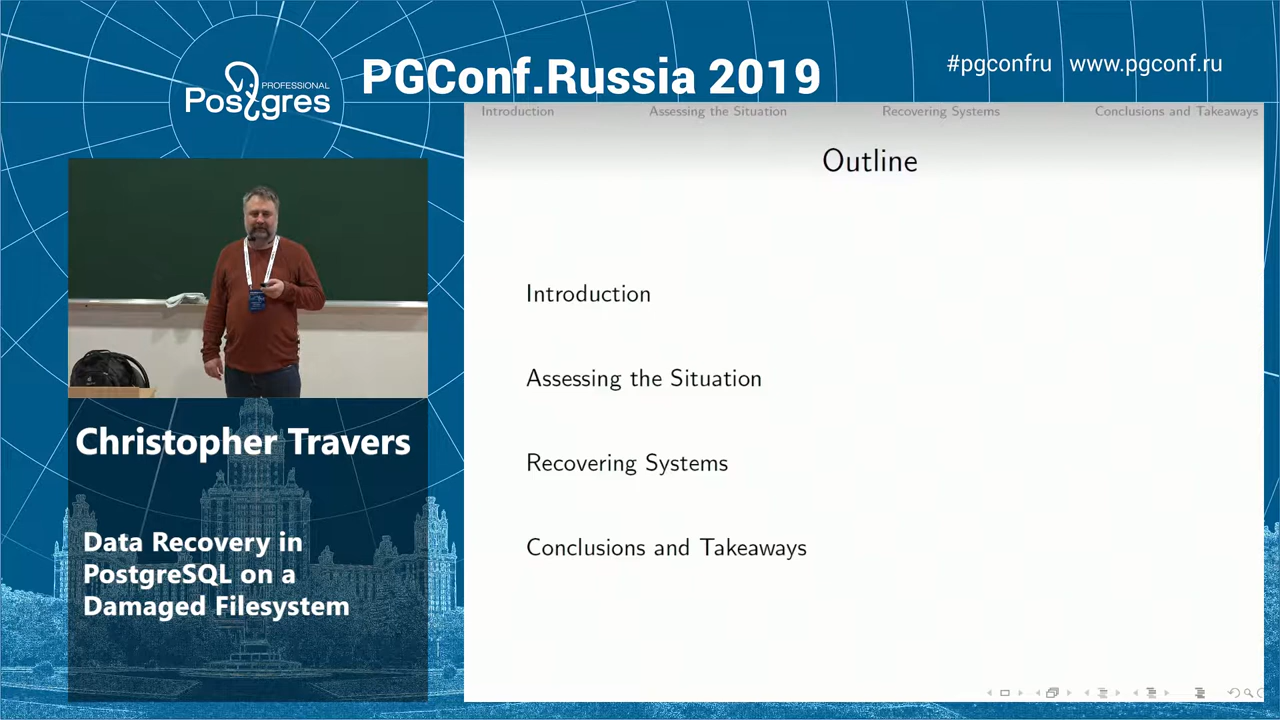 PROFESSIONAL
Postgres
PGConf.Russia 2019
#pgconfru www.pgconf.ru
Introduction
Assessing the Situation
Recovering Systems
Conclusions and Takeaways
Outline
Introduction
Assessing the Situation
Recovering Systems
Conclusions and Takeaways
Christopher Travers
Data Recovery in
PostgreSQL on a
Damaged Filesystem